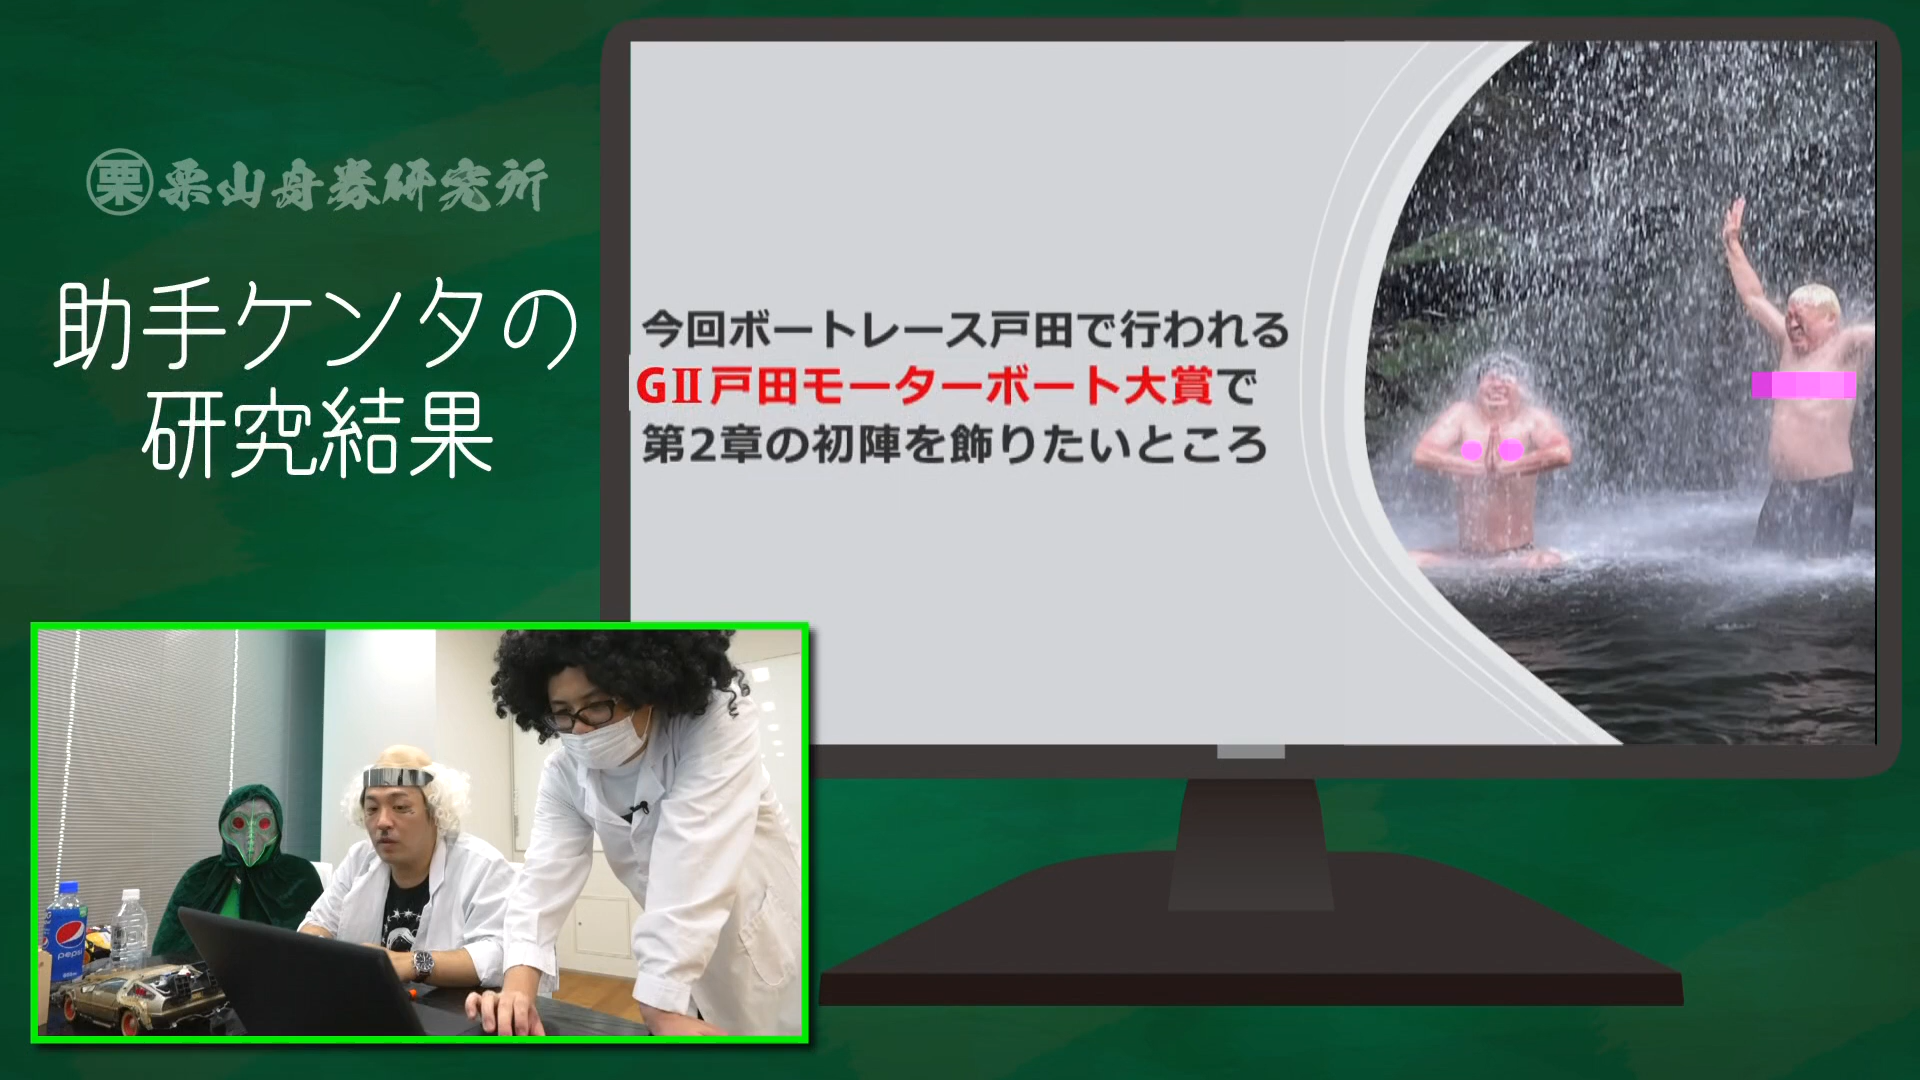 栗 栗山舟券研究所
助手ケンタの
研究結果
今回ボートレース戸田で行われる
GⅡ戸田モーターボート大賞で
第2章の初陣を飾りたいところ
pepsi